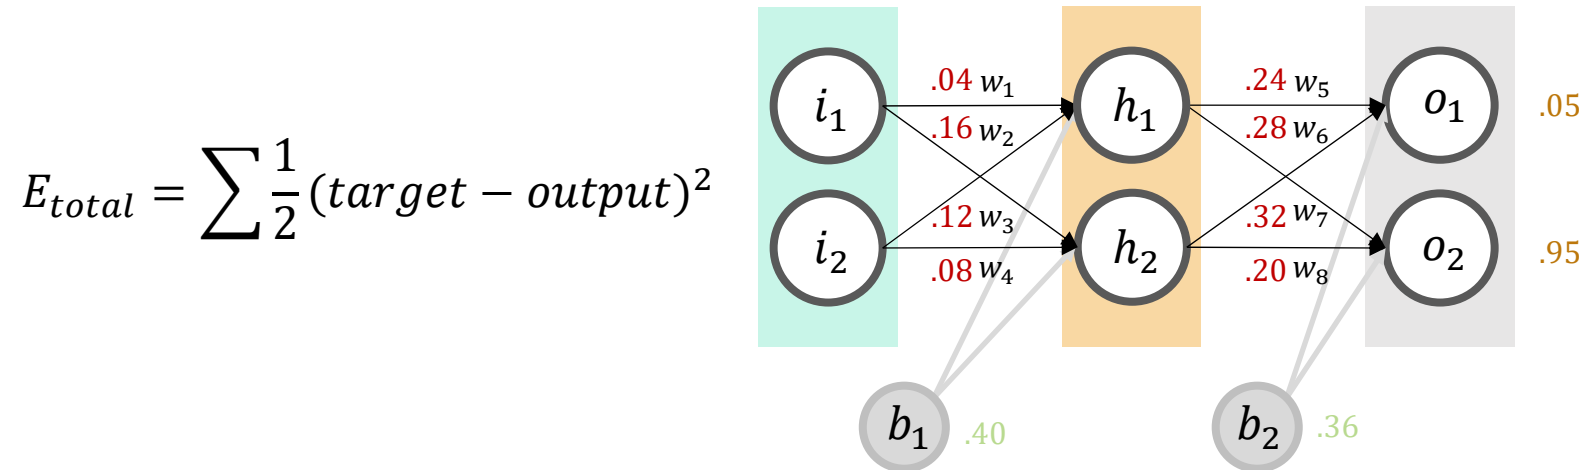 E_total = ∑ 1/2 (target − output)²
i₁
.04 w₁
h₁
.24 w₅
o₁
.05
.16 w₂
.28 w₆
i₂
.12 w₃
h₂
.32 w₇
o₂
.95
.08 w₄
.20 w₈
b₁ .40
b₂ .36